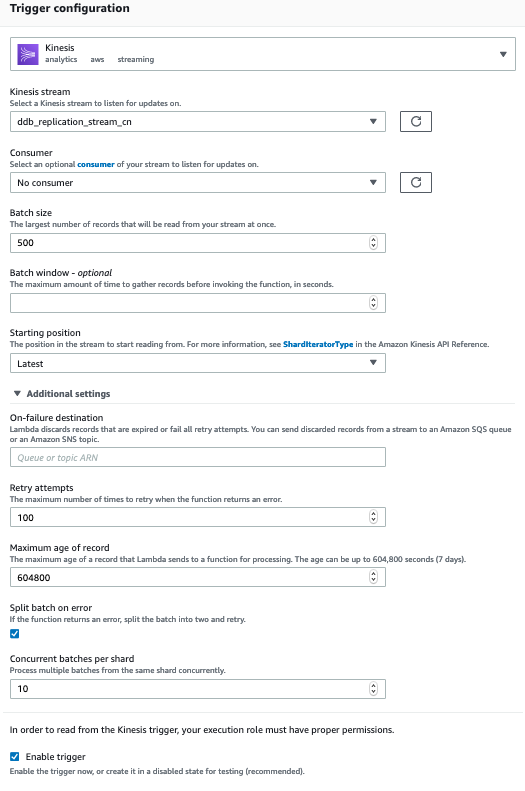 Trigger configuration
Kinesis
analytics aws streaming
Kinesis stream
Select a Kinesis stream to listen for updates on.
ddb_replication_stream_cn
Consumer
Select an optional consumer of your stream to listen for updates on.
No consumer
Batch size
The largest number of records that will be read from your stream at once.
500
Batch window - optional
The maximum amount of time to gather records before invoking the function, in seconds.
Starting position
The position in the stream to start reading from. For more information, see ShardIteratorType in the Amazon Kinesis API Reference.
Latest
Additional settings
On-failure destination
Lambda discards records that are expired or fail all retry attempts. You can send discarded records from a stream to an Amazon SQS queue
or an Amazon SNS topic.
Queue or topic ARN
Retry attempts
The maximum number of times to retry when the function returns an error.
100
Maximum age of record
The maximum age of a record that Lambda sends to a function for processing. The age can be up to 604,800 seconds (7 days).
604800
Split batch on error
If the function returns an error, split the batch into two and retry.
Concurrent batches per shard
Process multiple batches from the same shard concurrently.
10
In order to read from the Kinesis trigger, your execution role must have proper permissions.
Enable trigger
Enable the trigger now, or create it in a disabled state for testing (recommended).